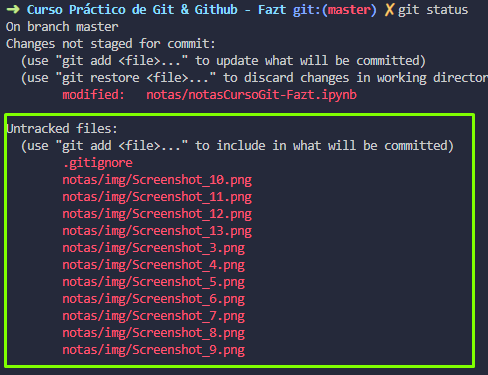 ➜ Curso Práctico de Git & Github - Fazt git:(master) ✗ git status
On branch master
Changes not staged for commit:
(use "git add <file>..." to update what will be committed)
(use "git restore <file>..." to discard changes in working director
modified: notas/notasCursoGit-Fazt.ipynb
Untracked files:
(use "git add <file>..." to include in what will be committed)
.gitignore
notas/img/Screenshot_10.png
notas/img/Screenshot_11.png
notas/img/Screenshot_12.png
notas/img/Screenshot_13.png
notas/img/Screenshot_3.png
notas/img/Screenshot_4.png
notas/img/Screenshot_5.png
notas/img/Screenshot_6.png
notas/img/Screenshot_7.png
notas/img/Screenshot_8.png
notas/img/Screenshot_9.png